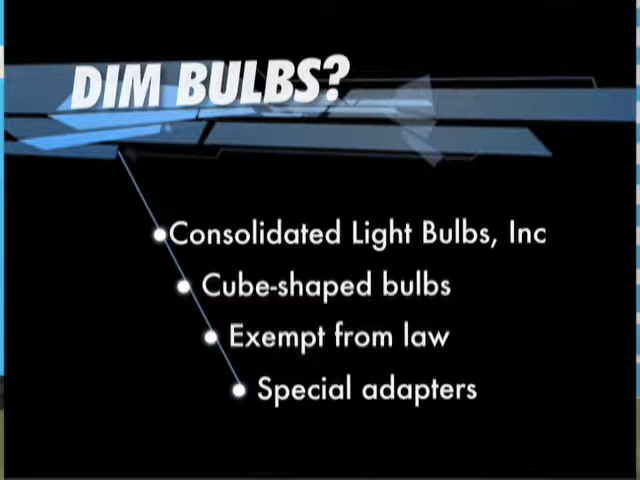 DIM BULBS?
Consolidated Light Bulbs, Inc
Cube-shaped bulbs
Exempt from law
Special adapters